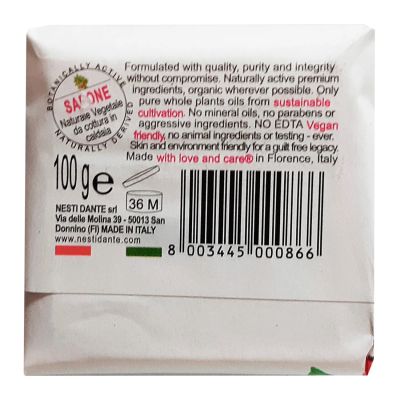 BOTANICALLY ACTIVE
SAPONE
Naturale Vegetale
da cottura in
caldaia
NATURALLY DERIVED
Formulated with quality, purity and integrity
without compromise. Naturally active premium
ingredients, organic wherever possible. Only
pure whole plants oils from sustainable
cultivation. No mineral oils, no parabens or
aggressive ingredients. NO EDTA Vegan
friendly, no animal ingredients or testing - ever.
Skin and environment friendly for a guilt free legacy.
Made with love and care® in Florence, Italy
100 g e
36 M
NESTI DANTE srl
Via delle Molina 39 - 50013 San
Donnino (FI) MADE IN ITALY
www.nestidante.com
8 003445 000866